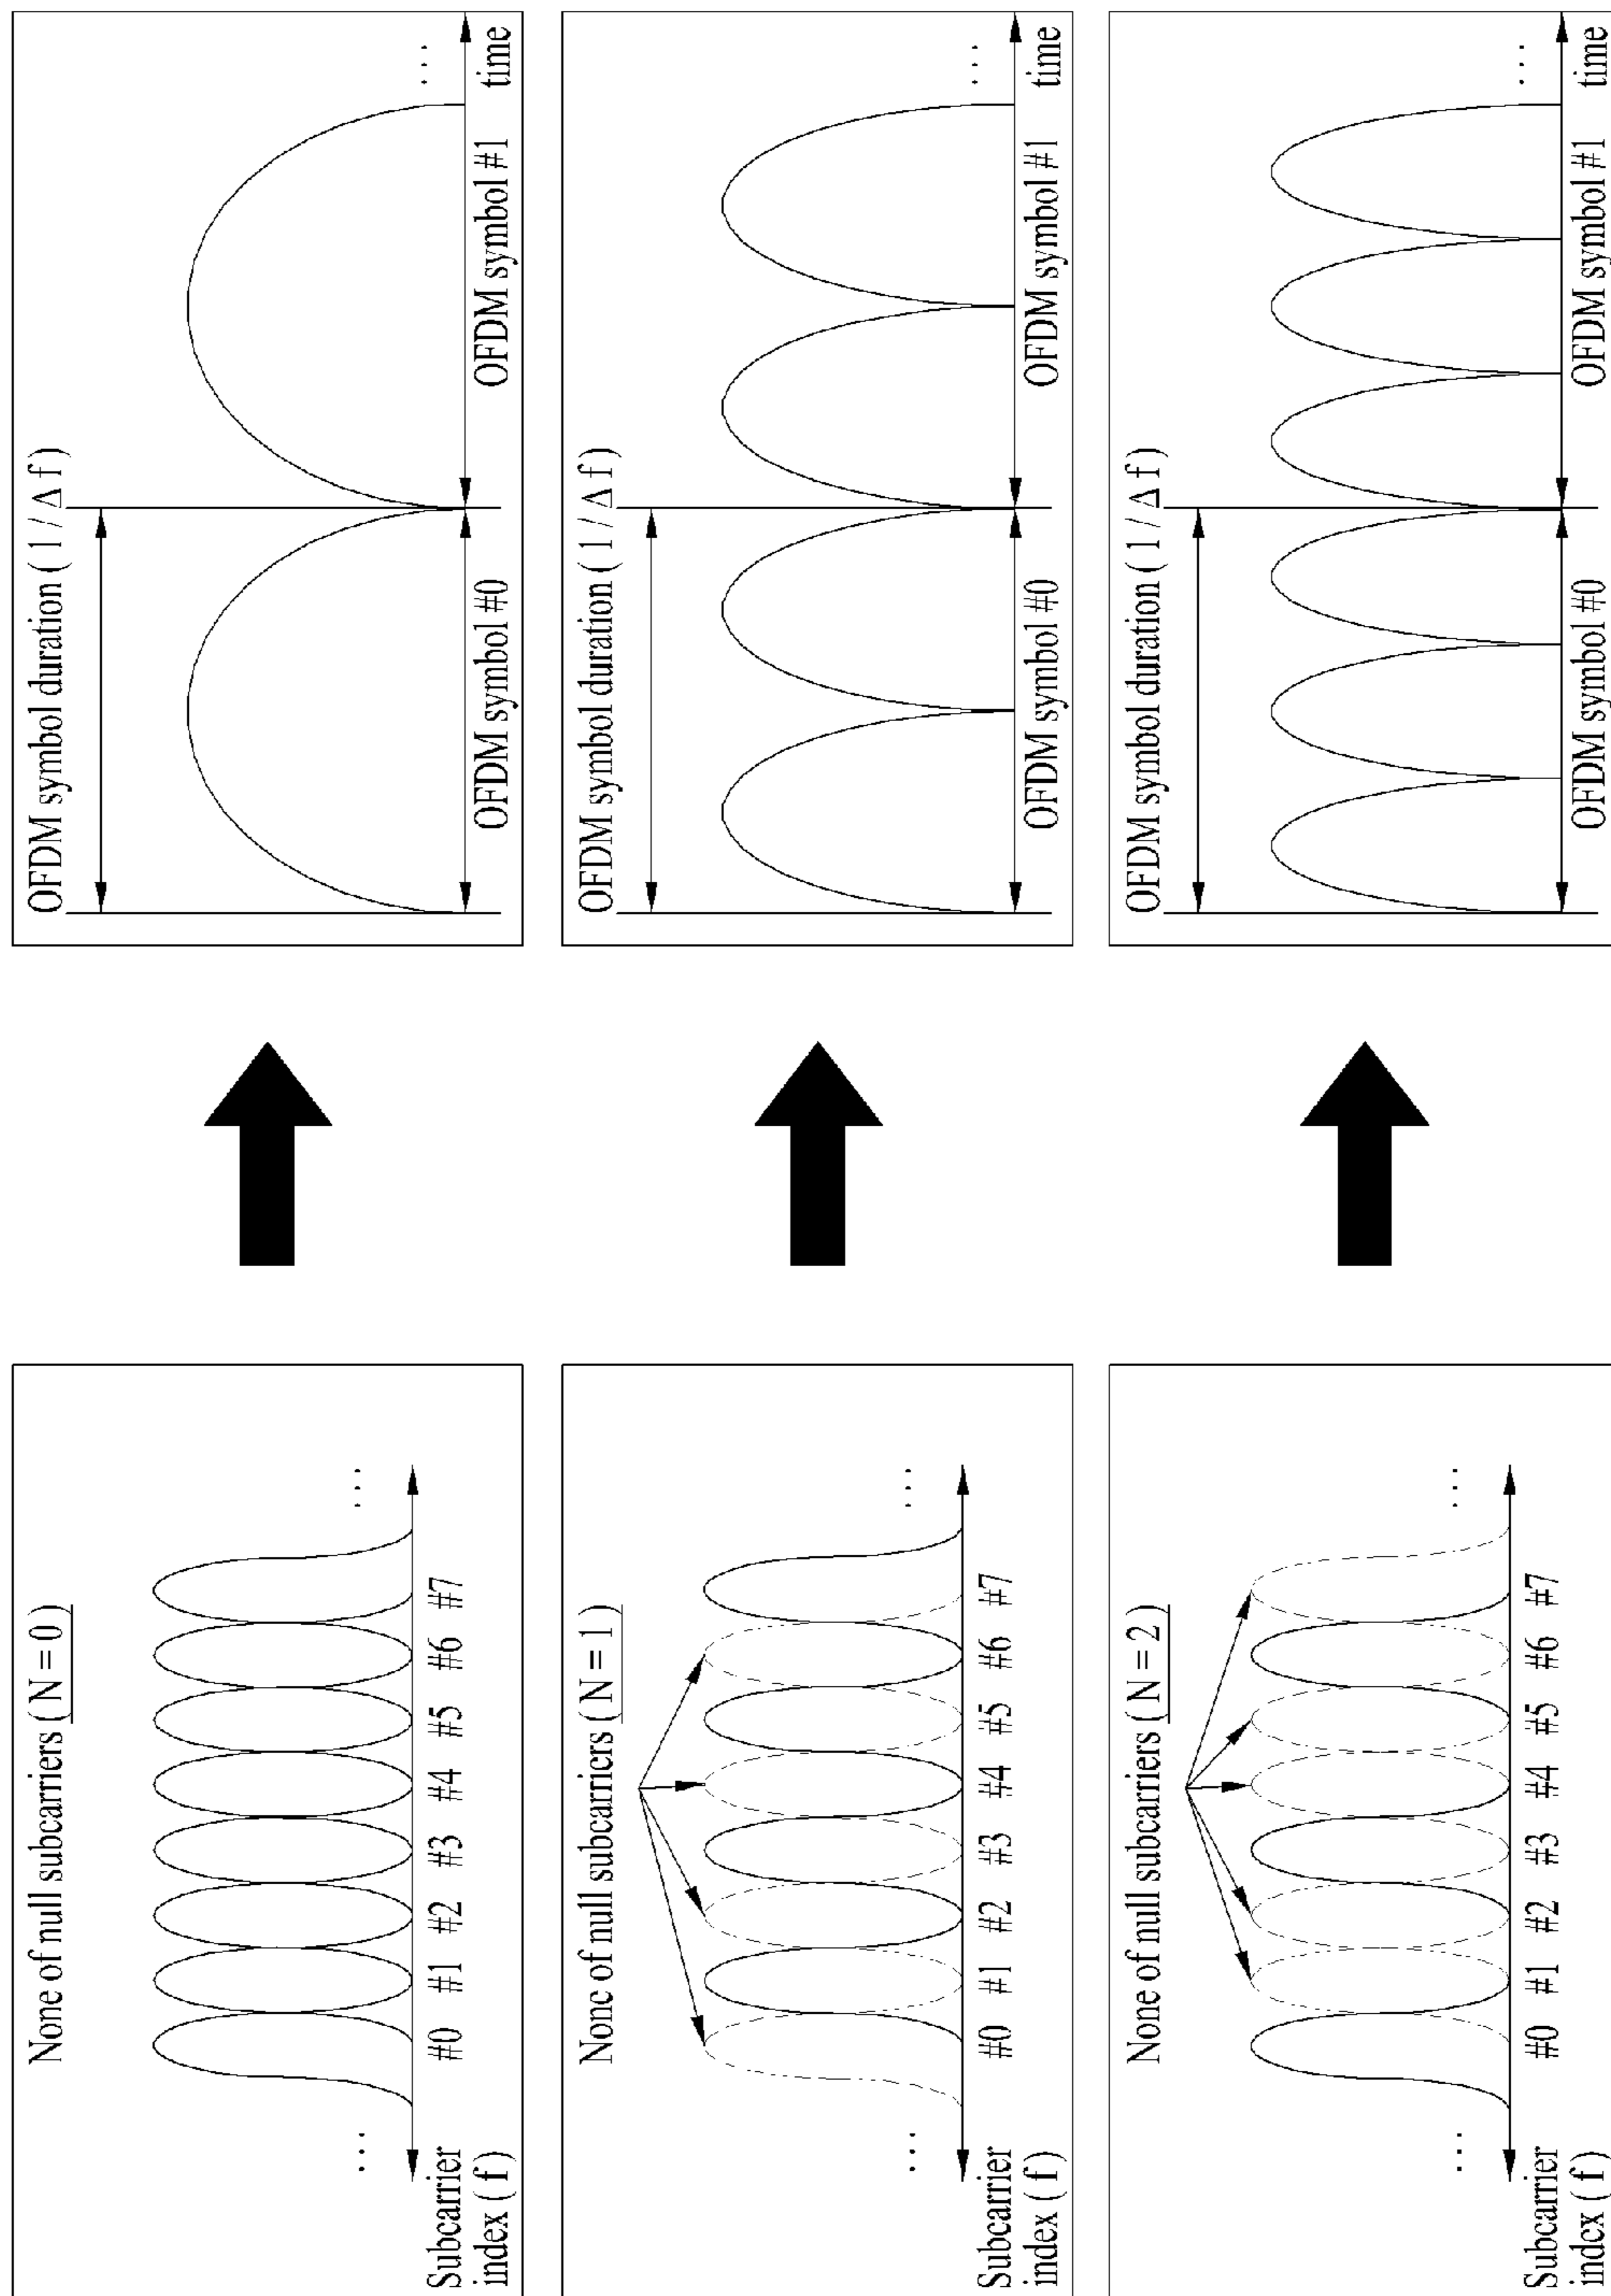 None of null subcarriers ( N = 0 )
...
...
Subcarrier
index ( f )
#0 #1 #2 #3 #4 #5 #6 #7
OFDM symbol duration ( 1 / Δ f )
...
OFDM symbol #0
OFDM symbol #1
time
None of null subcarriers ( N = 1 )
...
...
Subcarrier
index ( f )
#0 #1 #2 #3 #4 #5 #6 #7
OFDM symbol duration ( 1 / Δ f )
...
OFDM symbol #0
OFDM symbol #1
time
None of null subcarriers ( N = 2 )
...
...
Subcarrier
index ( f )
#0 #1 #2 #3 #4 #5 #6 #7
OFDM symbol duration ( 1 / Δ f )
...
OFDM symbol #0
OFDM symbol #1
time